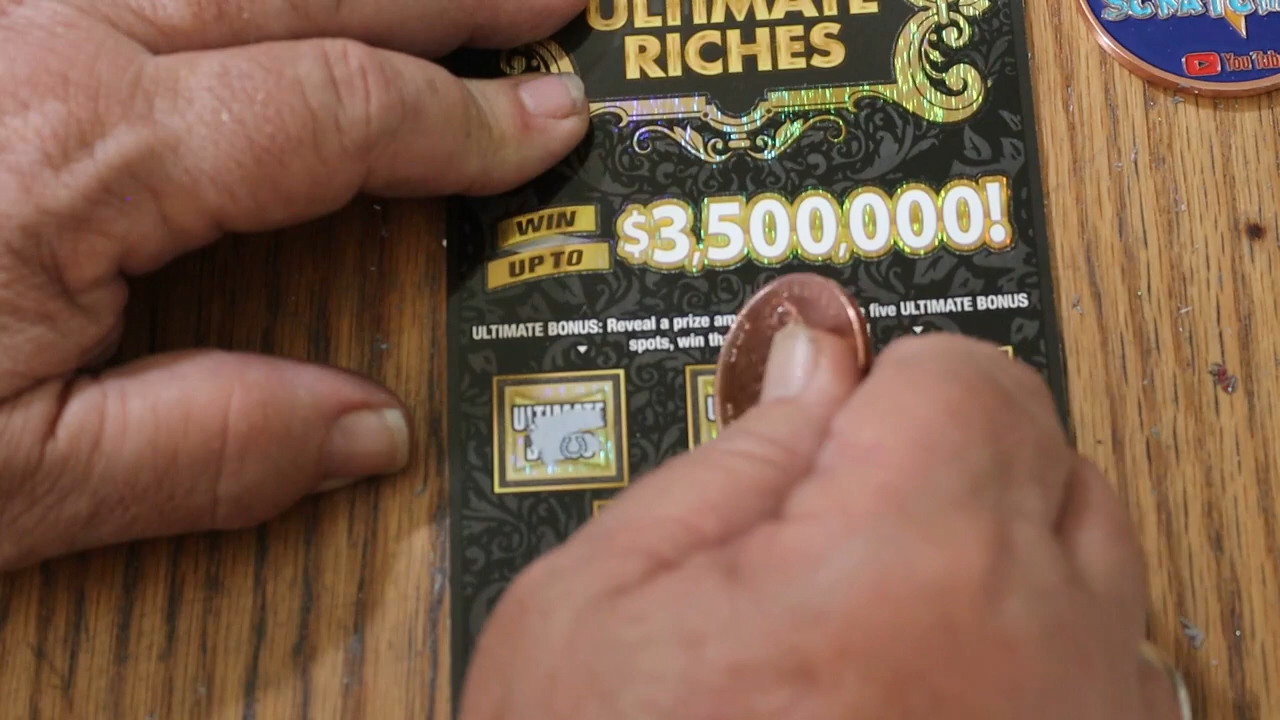 ULTIMATE
RICHES
SCRATCH
YouTub
WIN
UP TO
$3,500,000!
ULTIMATE BONUS: Reveal a prize am five ULTIMATE BONUS
spots, win th
ULTIMATE